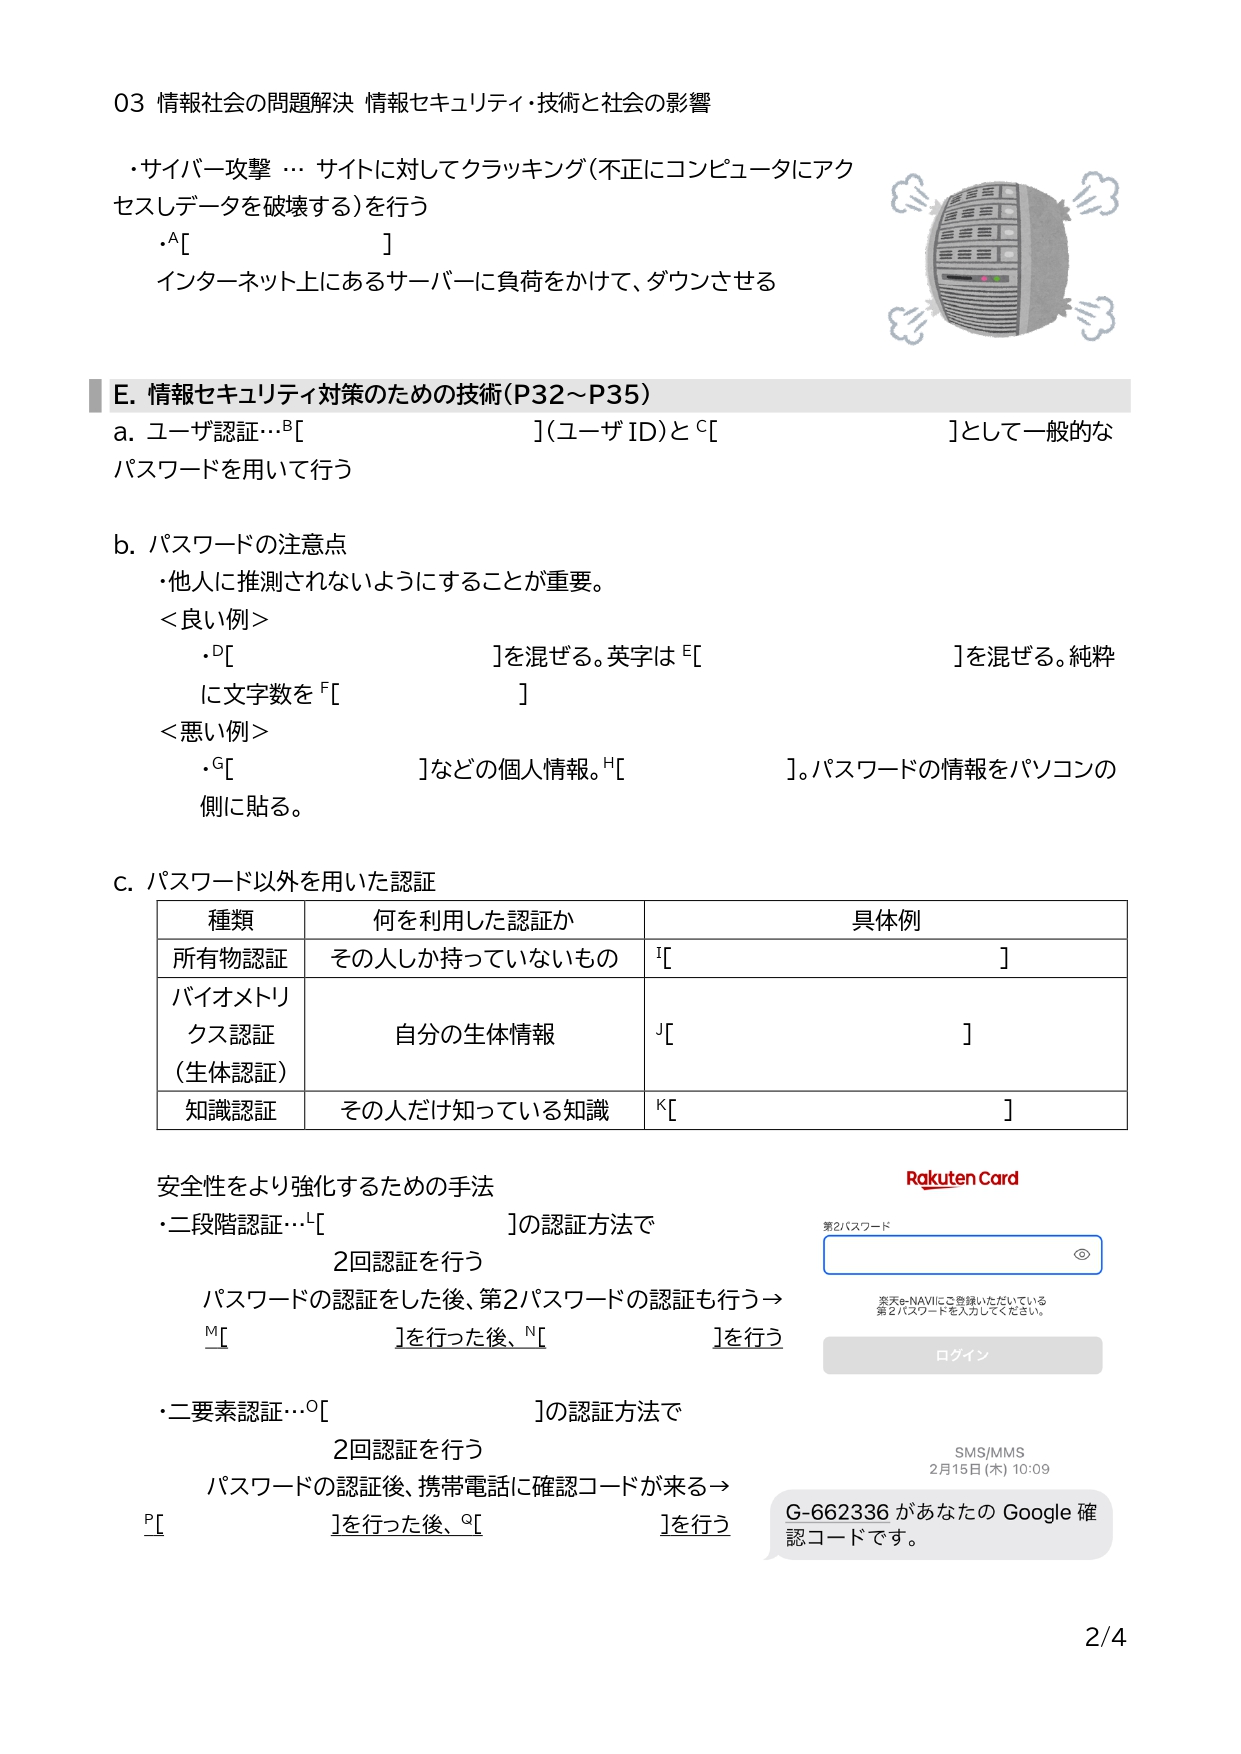 03 情報社会の問題解決 情報セキュリティ・技術と社会の影響
・サイバー攻撃 … サイトに対してクラッキング（不正にコンピュータにアク
セスしデータを破壊する）を行う
・A[ ]
インターネット上にあるサーバーに負荷をかけて、ダウンさせる
E. 情報セキュリティ対策のための技術（P32～P35）
a. ユーザ認証…B[ ]（ユーザ ID）と C[ ]として一般的な
パスワードを用いて行う
b. パスワードの注意点
・他人に推測されないようにすることが重要。
＜良い例＞
・D[ ]を混ぜる。英字は E[ ]を混ぜる。純粋
に文字数を F[ ]
＜悪い例＞
・G[ ]などの個人情報。H[ ]。パスワードの情報をパソコンの
側に貼る。
c. パスワード以外を用いた認証
種類 何を利用した認証か 具体例
所有物認証 その人しか持っていないもの I[ ]
バイオメトリ
クス認証
（生体認証） 自分の生体情報 J[ ]
知識認証 その人だけ知っている知識 K[ ]
安全性をより強化するための手法
・二段階認証…L[ ]の認証方法で
2回認証を行う
パスワードの認証をした後、第2パスワードの認証も行う→
M[ ]を行った後、N[ ]を行う
Rakuten Card
第2パスワード
楽天e-NAVIにご登録いただいている
第2パスワードを入力してください。
ログイン
・二要素認証…O[ ]の認証方法で
2回認証を行う
パスワードの認証後、携帯電話に確認コードが来る→
P[ ]を行った後、Q[ ]を行う
SMS/MMS
2月15日(木) 10:09
G-662336 があなたの Google 確
認コードです。
2/4